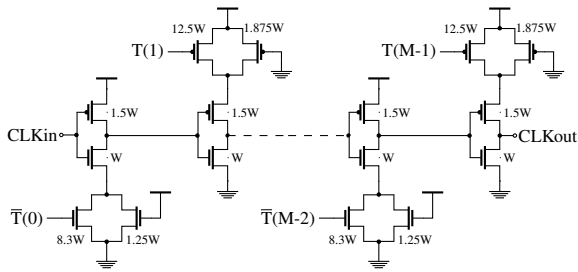 12.5W 1.875W 12.5W 1.875W
T(1) T(M-1)
1.5W 1.5W 1.5W 1.5W
CLKin CLKout
W W W W
T̅(0) T̅(M-2)
8.3W 1.25W 8.3W 1.25W